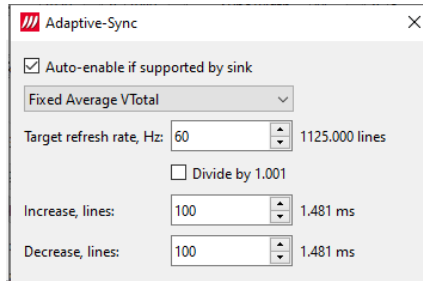 Adaptive-Sync
Auto-enable if supported by sink
Fixed Average VTotal
Target refresh rate, Hz: 60 1125.000 lines
Divide by 1.001
Increase, lines: 100 1.481 ms
Decrease, lines: 100 1.481 ms